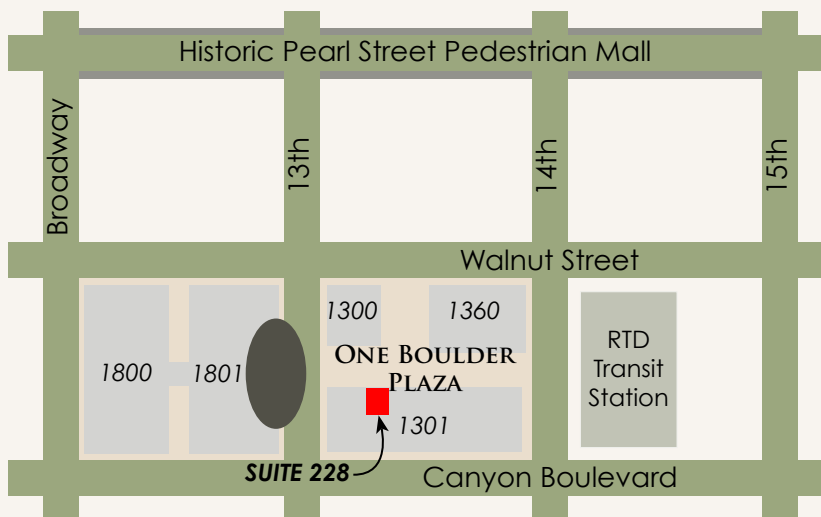 Historic Pearl Street Pedestrian Mall
Broadway
13th
14th
15th
Walnut Street
1300
1360
1800
1801
ONE BOULDER
PLAZA
RTD
Transit
Station
1301
SUITE 228
Canyon Boulevard